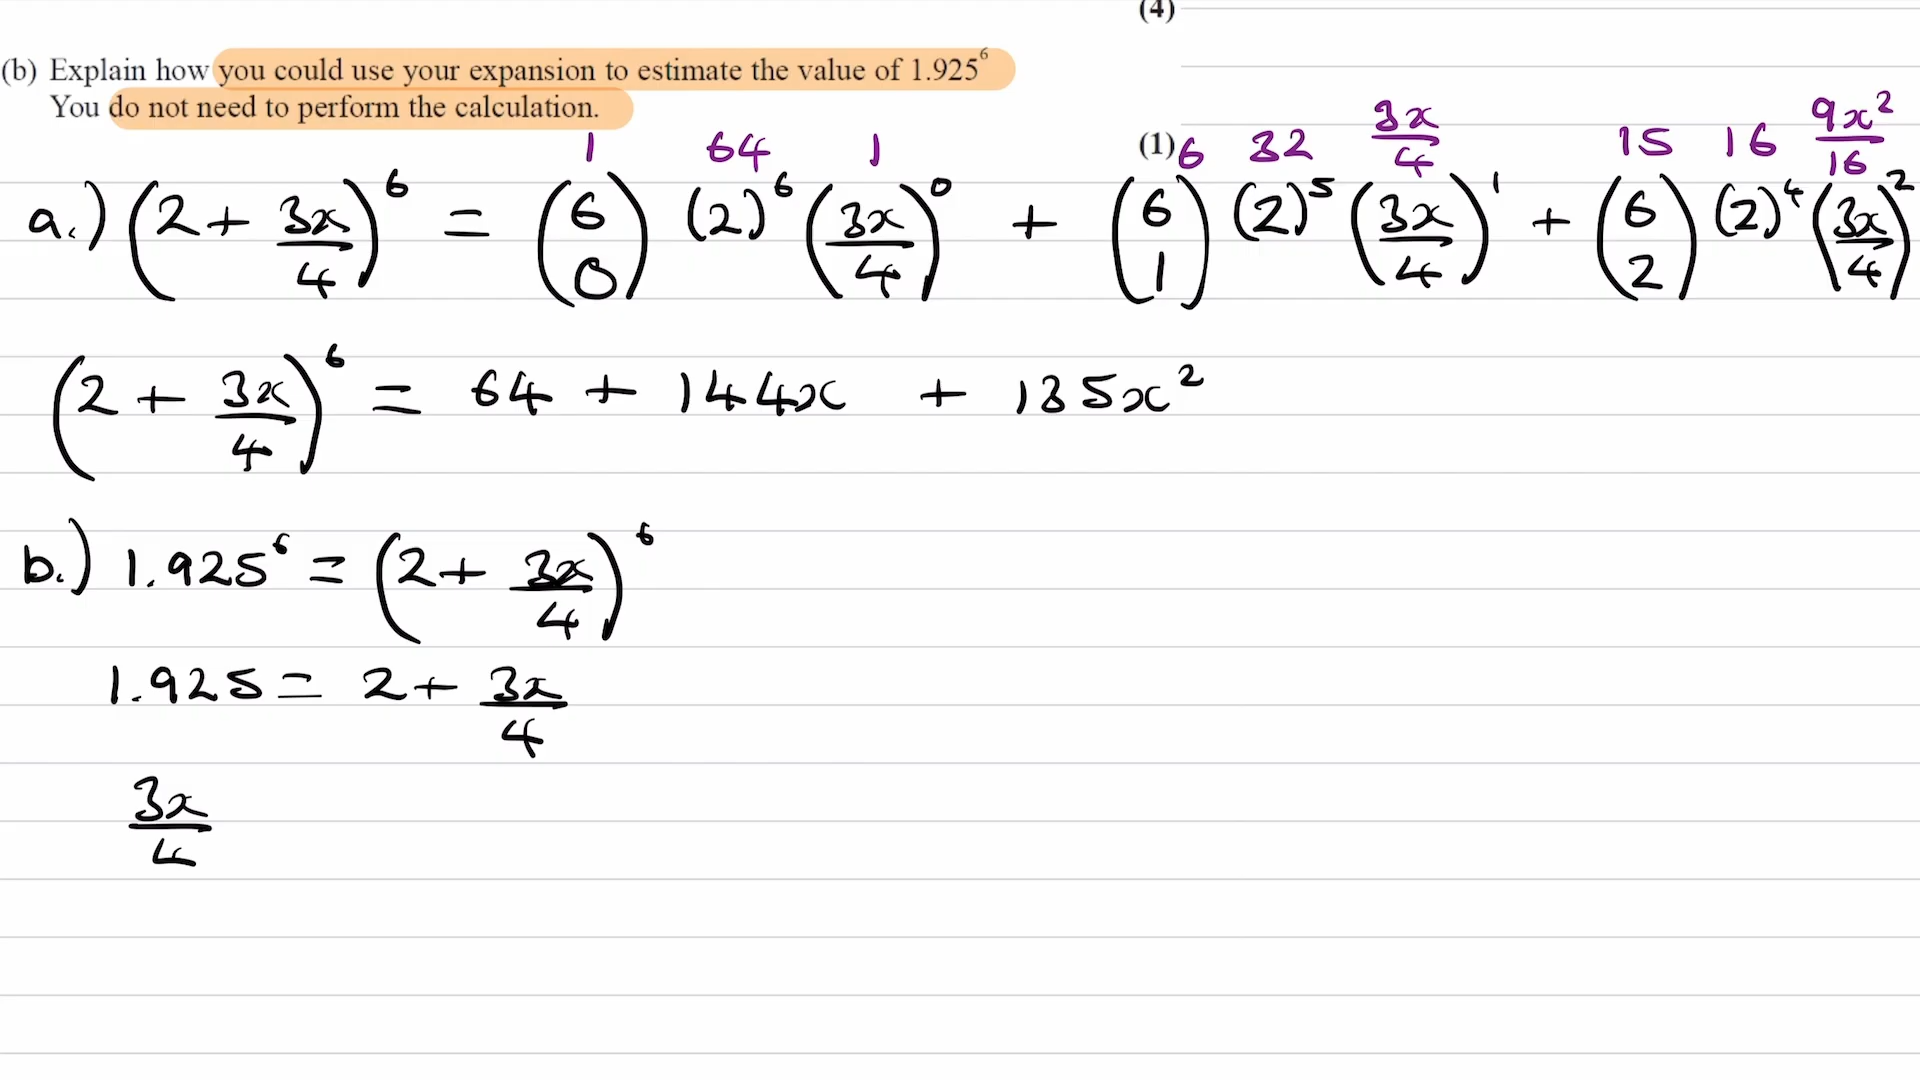 (4)
(b) Explain how you could use your expansion to estimate the value of 1.925⁶
You do not need to perform the calculation.
(1)
1 64 1 6 32 3x/4 15 16 9x²/16
a.) (2 + 3x/4)⁶ = (6 0) (2)⁶ (3x/4)⁰ + (6 1) (2)⁵ (3x/4)¹ + (6 2) (2)⁴ (3x/4)²
(2 + 3x/4)⁶ = 64 + 144x + 135x²
b.) 1.925⁶ = (2 + 3x/4)⁶
1.925 = 2 + 3x/4
3x/4